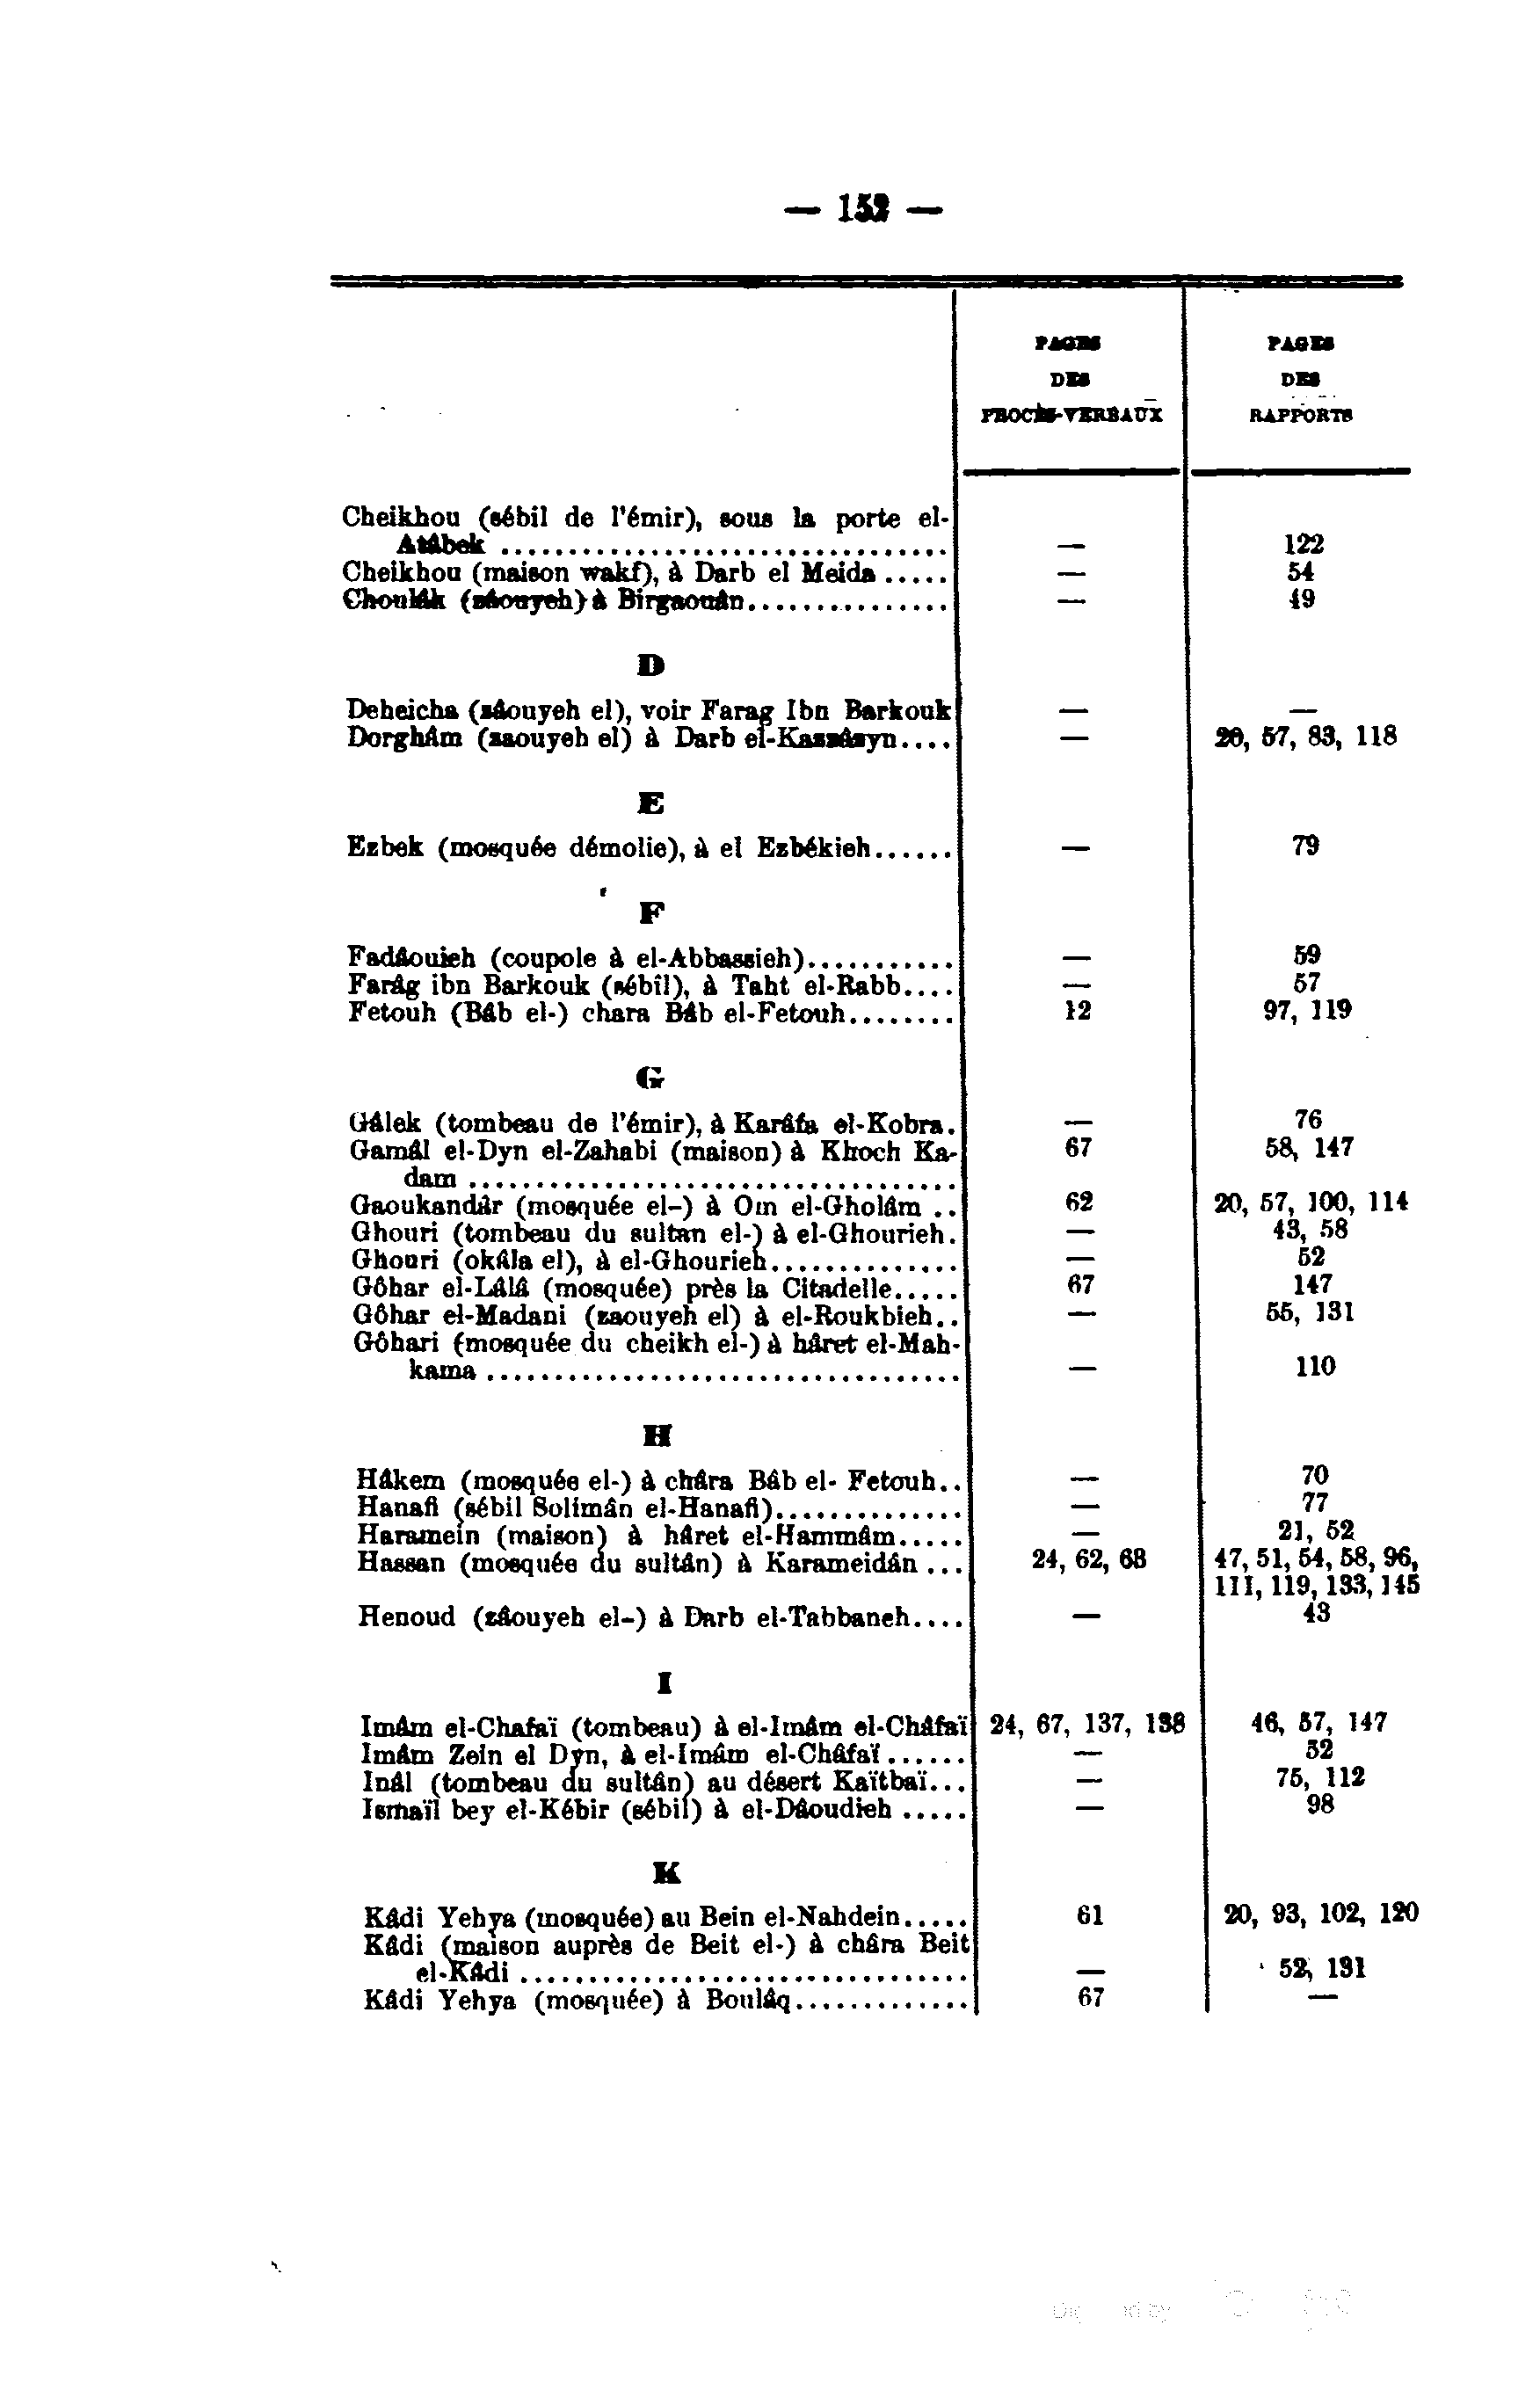 — 152 —
PAGES
DES
PROCÈS-VERBAUX
PAGES
DES
RAPPORTS
Cheikhou (sébil de l'émir), sous la porte el-
Atâbek ................................. — 122
Cheikhou (maison wakf), à Darb el Meida ..... — 54
Choulâk (zâouyeh) à Birgaouân............... — 49
D
Deheicha (zâouyeh el), voir Farag Ibn Barkouk — —
Dorghâm (zaouyeh el) à Darb el-Kazzâzyn.... — 20, 57, 83, 118
E
Ezbek (mosquée démolie), à el Ezbékieh...... — 79
F
Fadâouieh (coupole à el-Abbassieh)........... — 59
Farâg ibn Barkouk (sébîl), à Taht el-Rabb.... — 57
Fetouh (Bâb el-) chara Bâb el-Fetouh........ 12 97, 119
G
Gâlek (tombeau de l'émir), à Karâfa el-Kobra. — 76
Gamâl el-Dyn el-Zahabi (maison) à Khoch Ka- 67 58, 147
dam ....................................
Gaoukandâr (mosquée el-) à Om el-Gholâm .. 62 20, 57, 100, 114
Ghouri (tombeau du sultan el-) à el-Ghourieh. — 43, 58
Ghouri (okâla el), à el-Ghourieh.............. — 52
Gôhar el-Lâlâ (mosquée) près la Citadelle..... 67 147
Gôhar el-Madani (zaouyeh el) à el-Roukbieh.. — 55, 131
Gôhari (mosquée du cheikh el-) à hâret el-Mah-
kama ................................... — 110
H
Hâkem (mosquée el-) à châra Bâb el- Fetouh.. — 70
Hanafi (sébil Solimân el-Hanafi).............. — 77
Haramein (maison) à hâret el-Hammâm..... — 21, 52
Hassan (mosquée du sultân) à Karameidân ... 24, 62, 68 47, 51, 54, 58, 96,
111, 119, 133, 145
Henoud (zâouyeh el-) à Darb el-Tabbaneh.... — 43
I
Imâm el-Chafaï (tombeau) à el-Imâm el-Châfaï 24, 67, 137, 138 46, 57, 147
Imâm Zein el Dyn, à el-Imâm el-Châfaï...... — 52
Inâl (tombeau du sultân) au désert Kaïtbaï... — 75, 112
Ismaïl bey el-Kébir (sébil) à el-Dâoudieh ..... — 98
K
Kâdi Yehya (mosquée) au Bein el-Nahdein..... 61 20, 93, 102, 120
Kâdi (maison auprès de Beit el-) à châra Beit
el-Kâdi ................................. — 52, 131
Kâdi Yehya (mosquée) à Boulâq............. 67 —